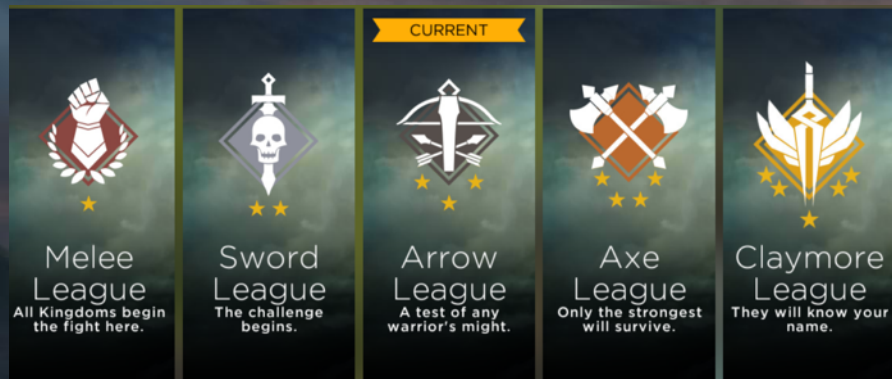 CURRENT
Melee
League
All Kingdoms begin
the fight here.
Sword
League
The challenge
begins.
Arrow
League
A test of any
warrior's might.
Axe
League
Only the strongest
will survive.
Claymore
League
They will know your
name.